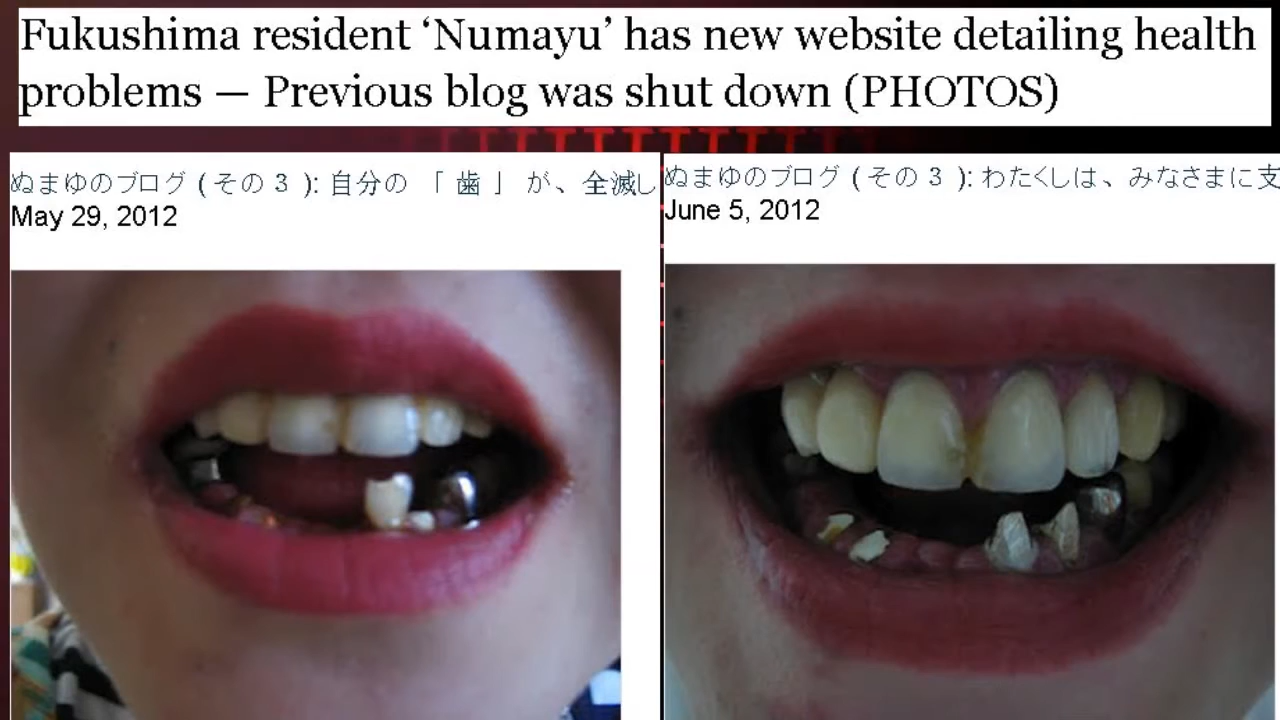 Fukushima resident ‘Numayu’ has new website detailing health
problems — Previous blog was shut down (PHOTOS)
ぬまゆのブログ (その3 ): 自分の 「 歯 」 が、 全滅し
May 29, 2012
ぬまゆのブログ (その3 ): わたくしは、 みなさまに支
June 5, 2012